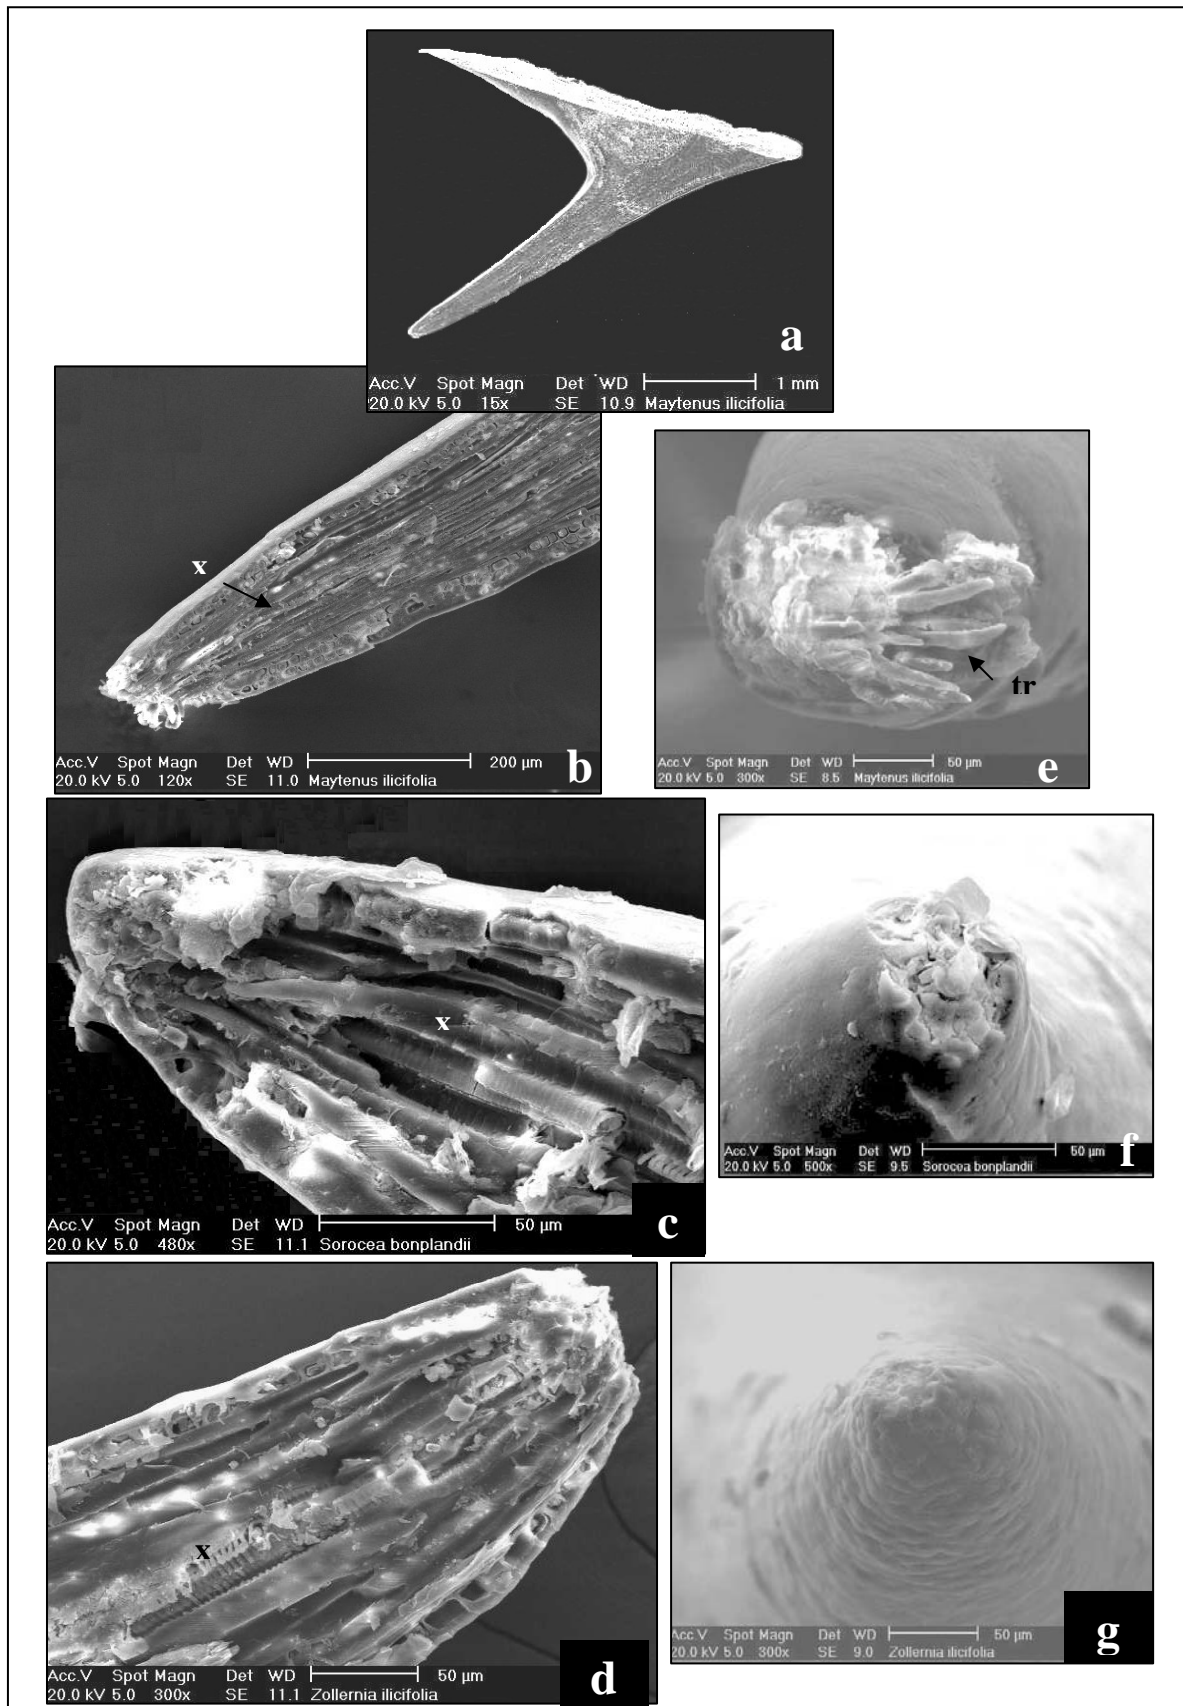 a
Acc.V Spot Magn Det WD 1 mm
20.0 kV 5.0 15x SE 10.9 Maytenus ilicifolia
x
b
Acc.V Spot Magn Det WD 200 µm
20.0 kV 5.0 120x SE 11.0 Maytenus ilicifolia
tr
e
Acc.V Spot Magn Det WD 50 µm
20.0 kV 5.0 300x SE 8.5 Maytenus ilicifolia
x
c
Acc.V Spot Magn Det WD 50 µm
20.0 kV 5.0 480x SE 11.1 Sorocea bonplandii
f
Acc.V Spot Magn Det WD 50 µm
20.0 kV 5.0 500x SE 9.5 Sorocea bonplandii
x
d
Acc.V Spot Magn Det WD 50 µm
20.0 kV 5.0 300x SE 11.1 Zollernia ilicifolia
g
Acc.V Spot Magn Det WD 50 µm
20.0 kV 5.0 300x SE 9.0 Zollernia ilicifolia